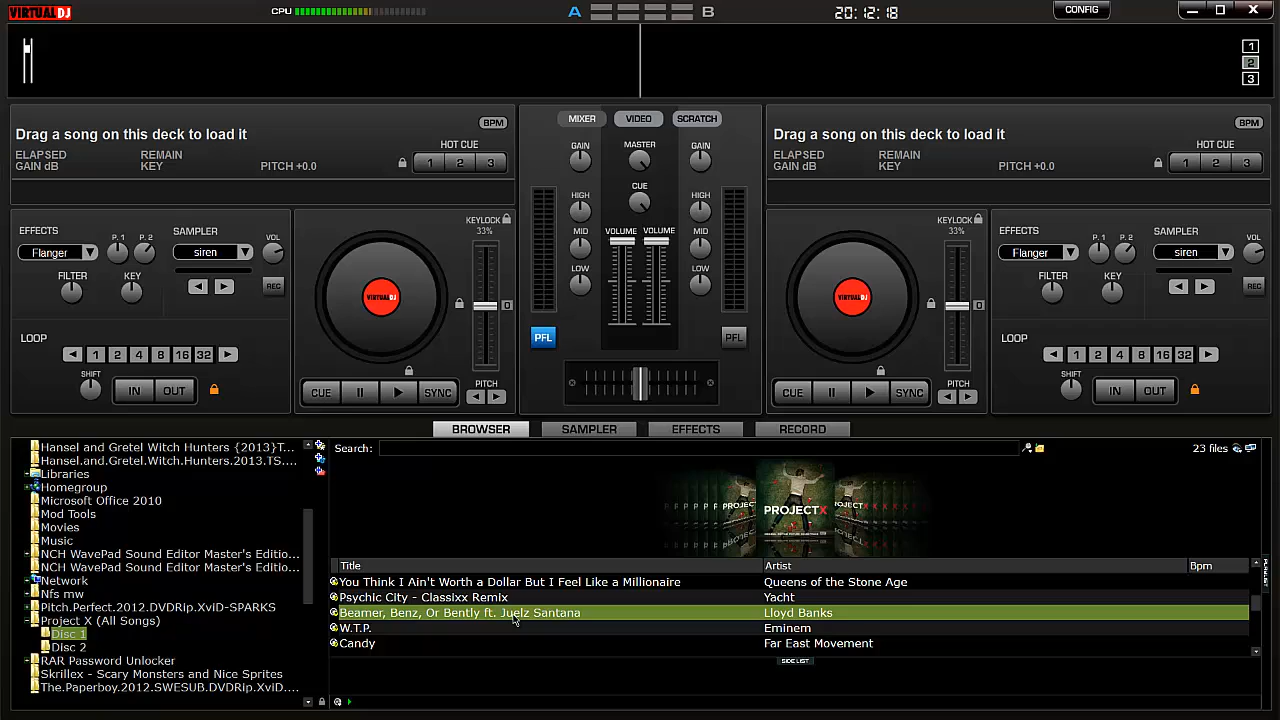 VIRTUAL DJ
CPU
A
B
20:12:18
CONFIG
1
2
3
Drag a song on this deck to load it
BPM
ELAPSED
REMAIN
GAIN dB
KEY
PITCH +0.0
HOT CUE
1 2 3
MIXER
VIDEO
SCRATCH
GAIN
MASTER
GAIN
CUE
HIGH
HIGH
MID
VOLUME
VOLUME
MID
LOW
LOW
PFL
PFL
Drag a song on this deck to load it
BPM
ELAPSED
REMAIN
GAIN dB
KEY
PITCH +0.0
HOT CUE
1 2 3
EFFECTS
P. 1
P. 2
SAMPLER
VOL
Flanger
siren
FILTER
KEY
REC
LOOP
1 2 4 8 16 32
SHIFT
IN
OUT
KEYLOCK
33%
VIRTUAL DJ
0
CUE
SYNC
PITCH
KEYLOCK
33%
VIRTUAL DJ
0
CUE
SYNC
PITCH
EFFECTS
P. 1
P. 2
SAMPLER
VOL
Flanger
siren
FILTER
KEY
REC
LOOP
1 2 4 8 16 32
SHIFT
IN
OUT
BROWSER
SAMPLER
EFFECTS
RECORD
Hansel and Gretel Witch Hunters {2013}T...
Hansel.and.Gretel.Witch.Hunters.2013.TS....
Libraries
Homegroup
Microsoft Office 2010
Mod Tools
Movies
Music
NCH WavePad Sound Editor Master's Editio...
NCH WavePad Sound Editor Master's Editio...
Network
Nfs mw
Pitch.Perfect.2012.DVDRip.XviD-SPARKS
Project X (All Songs)
Disc 1
Disc 2
RAR Password Unlocker
Skrillex - Scary Monsters and Nice Sprites
The.Paperboy.2012.SWESUB.DVDRip.XviD....
Search:
23 files
PROJECT X
Title
Artist
Bpm
You Think I Ain't Worth a Dollar But I Feel Like a Millionaire
Queens of the Stone Age
Psychic City - Classixx Remix
Yacht
Beamer, Benz, Or Bently ft. Juelz Santana
Lloyd Banks
W.T.P.
Eminem
Candy
Far East Movement
SIDE LIST
PLAYLIST